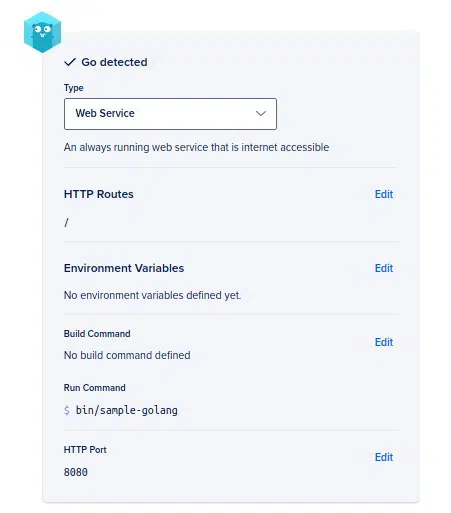 Go detected
Type
Web Service
An always running web service that is internet accessible
HTTP Routes Edit
/
Environment Variables Edit
No environment variables defined yet.
Build Command
Edit
No build command defined
Run Command
$ bin/sample-golang
HTTP Port
Edit
8080